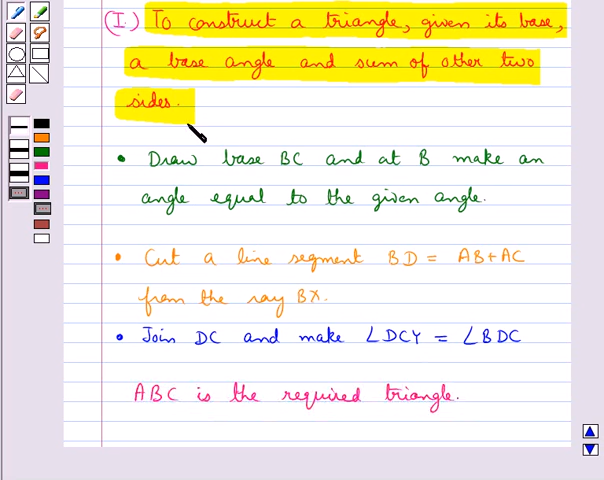 (I.) To construct a triangle, given its base,
a base angle and sum of other two
sides.
• Draw base BC and at B make an
angle equal to the given angle.
• Cut a line segment BD = AB + AC
from the ray BX.
• Join DC and make ∠DCY = ∠BDC
ABC is the required triangle.